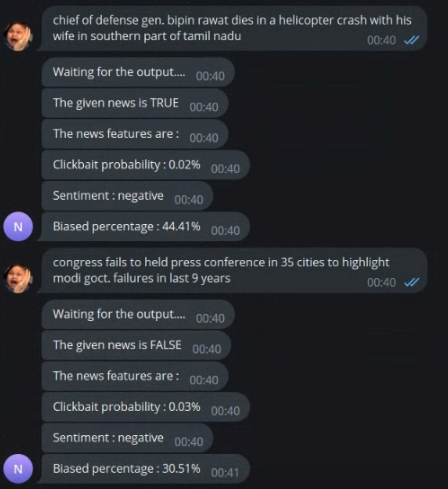 chief of defense gen. bipin rawat dies in a helicopter crash with his
wife in southern part of tamil nadu
00:40
Waiting for the output.... 00:40
The given news is TRUE 00:40
The news features are : 00:40
Clickbait probability : 0.02% 00:40
Sentiment : negative 00:40
N
Biased percentage : 44.41% 00:40
congress fails to held press conference in 35 cities to highlight
modi goct. failures in last 9 years
00:40
Waiting for the output.... 00:40
The given news is FALSE 00:40
The news features are : 00:40
Clickbait probability : 0.03% 00:40
Sentiment : negative 00:40
N
Biased percentage : 30.51% 00:41